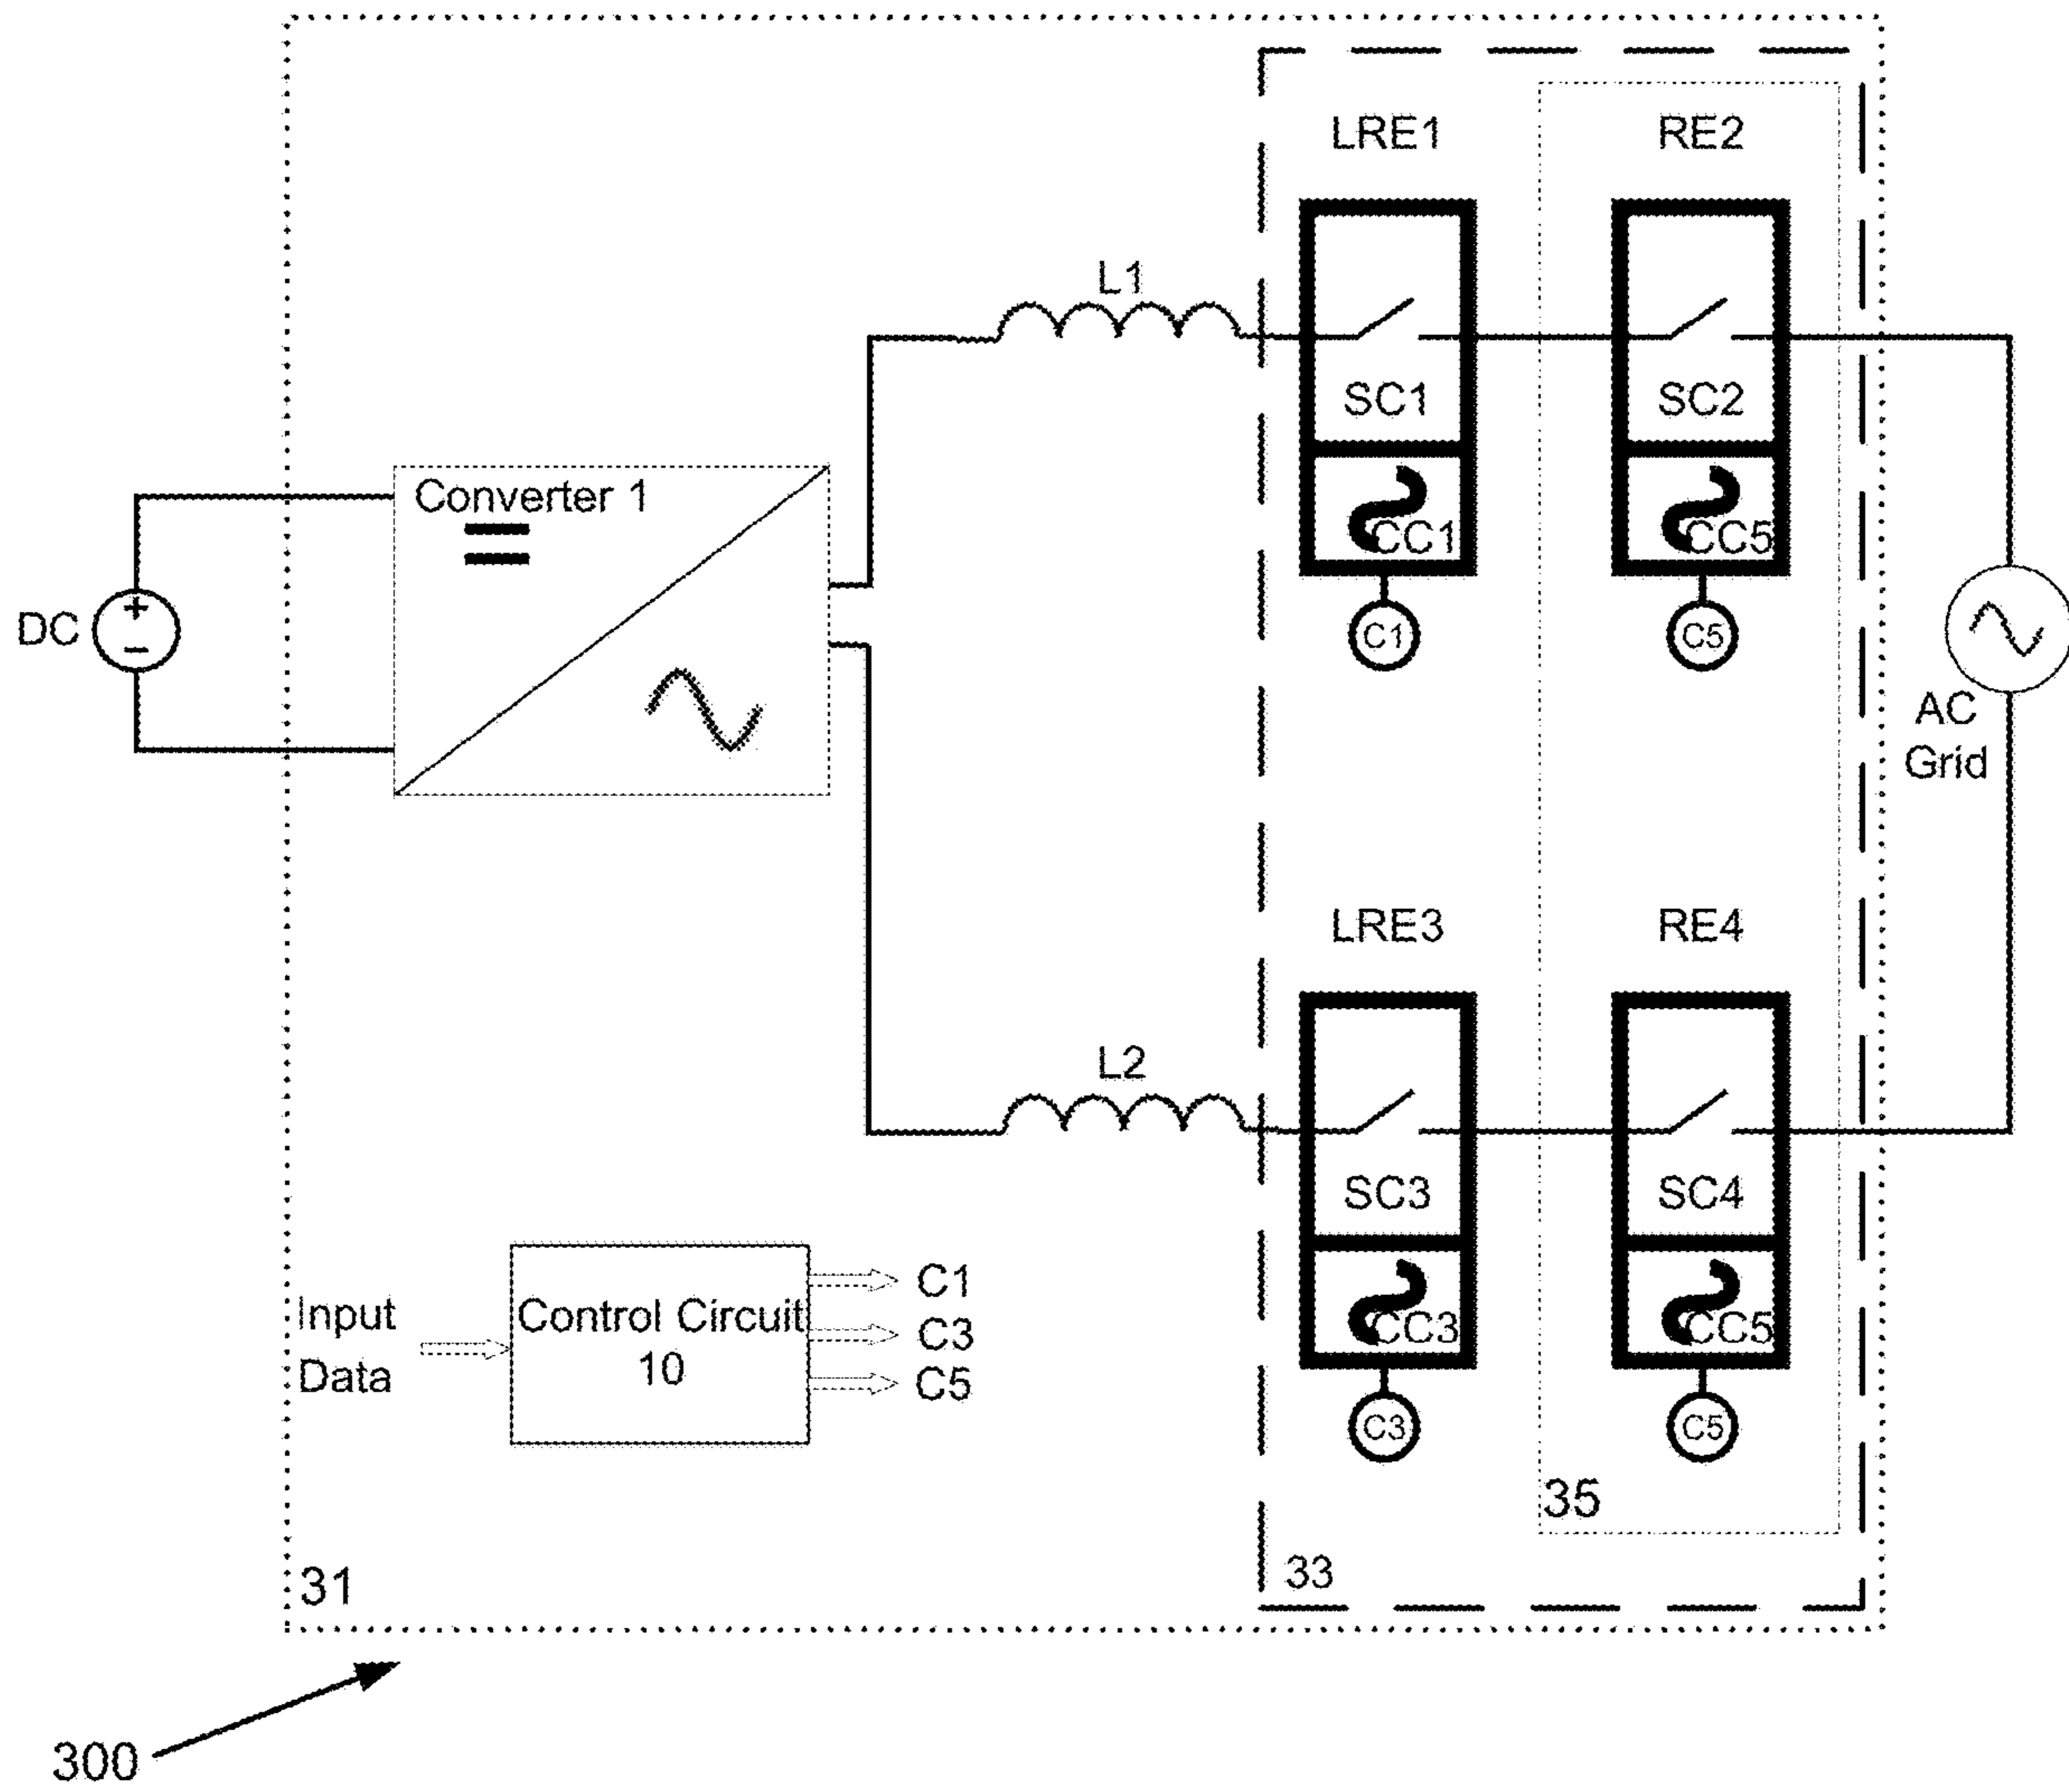 LRE1
RE2
L1
SC1
SC2
Converter 1
CC1
CC5
DC
+
−
C1
C5
AC
Grid
LRE3
RE4
L2
SC3
SC4
Input
Data
Control Circuit
10
C1
C3
C5
CC3
CC5
C3
C5
35
33
31
300